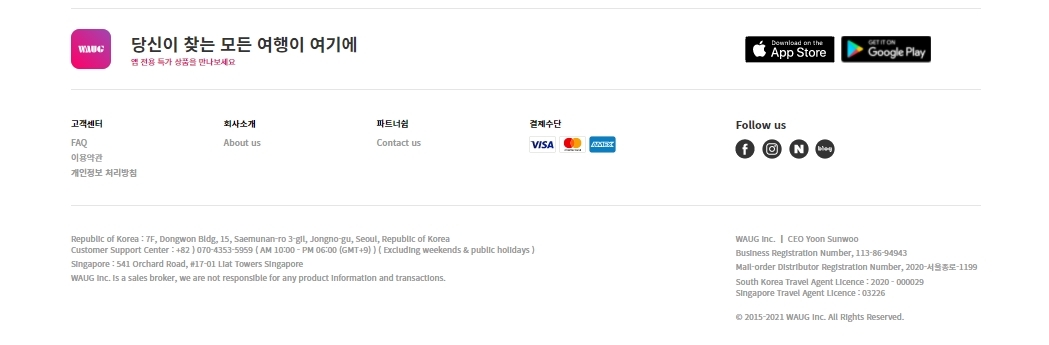 WAUG
당신이 찾는 모든 여행이 여기에
앱 전용 특가 상품을 만나보세요
Download on the
App Store
GET IT ON
Google Play
고객센터
FAQ
이용약관
개인정보 처리방침
회사소개
About us
파트너쉽
Contact us
결제수단
VISA
AMEX
Follow us
f
N
blog
Republic of Korea : 7F, Dongwon Bldg, 15, Saemunan-ro 3-gil, Jongno-gu, Seoul, Republic of Korea
Customer Support Center : +82 ) 070-4353-5959 ( AM 10:00 - PM 06:00 (GMT+9) ) ( Excluding weekends & public holidays )
Singapore : 541 Orchard Road, #17-01 Liat Towers Singapore
WAUG Inc. is a sales broker, we are not responsible for any product information and transactions.
WAUG Inc. | CEO Yoon Sunwoo
Business Registration Number, 113-86-94943
Mail-order Distributor Registration Number, 2020-서울종로-1199
South Korea Travel Agent Licence : 2020 - 000029
Singapore Travel Agent Licence : 03226
© 2015-2021 WAUG Inc. All Rights Reserved.